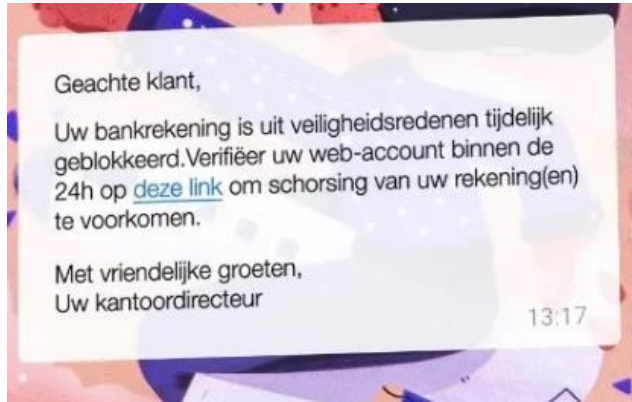 Geachte klant,
Uw bankrekening is uit veiligheidsredenen tijdelijk
geblokkeerd.Verifiëer uw web-account binnen de
24h op deze link om schorsing van uw rekening(en)
te voorkomen.
Met vriendelijke groeten,
Uw kantoordirecteur
13:17